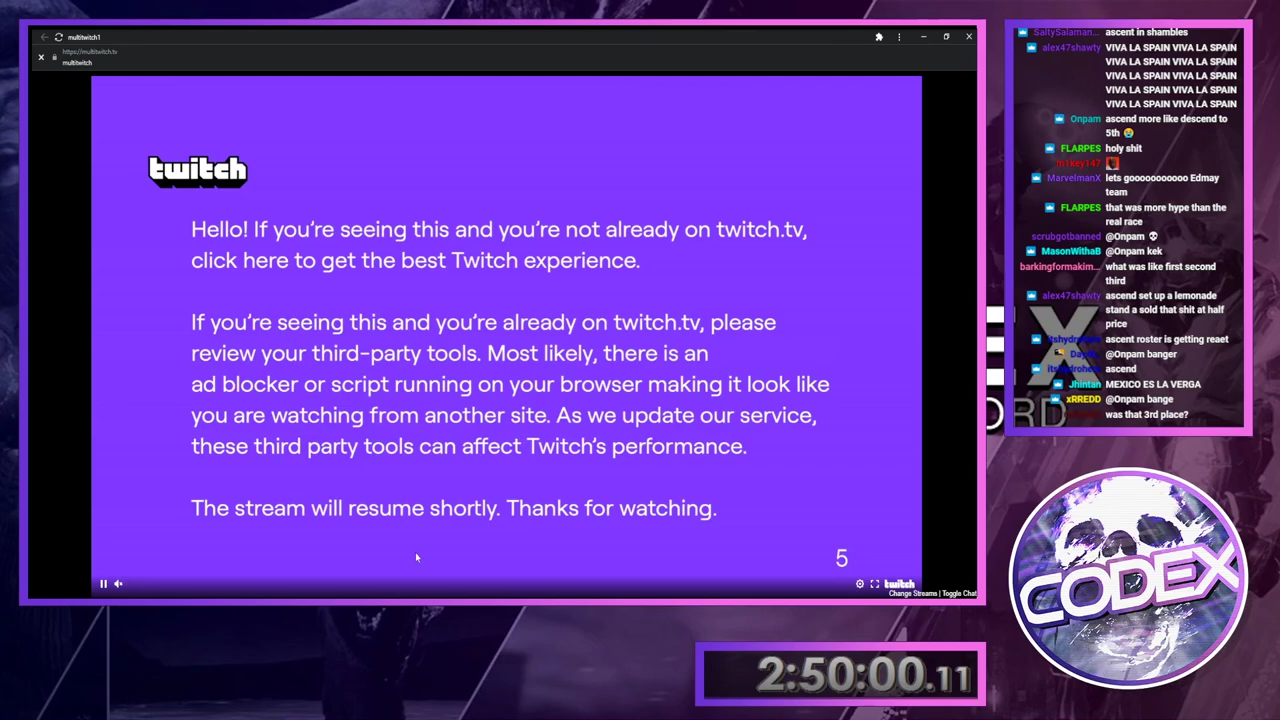 multitwitch1
https://multitwitch.tv
multitwitch
twitch
Hello! If you're seeing this and you're not already on twitch.tv,
click here to get the best Twitch experience.
If you're seeing this and you're already on twitch.tv, please
review your third-party tools. Most likely, there is an
ad blocker or script running on your browser making it look like
you are watching from another site. As we update our service,
these third party tools can affect Twitch's performance.
The stream will resume shortly. Thanks for watching.
5
twitch
Change Streams | Toggle Chat
SaltySalaman... ascent in shambles
alex47shawty VIVA LA SPAIN VIVA LA SPAIN
VIVA LA SPAIN VIVA LA SPAIN
VIVA LA SPAIN VIVA LA SPAIN
VIVA LA SPAIN VIVA LA SPAIN
VIVA LA SPAIN VIVA LA SPAIN
Onpam ascend more like descend to
5th 😭
FLARPES holy shit
m1key147
MarvelmanX lets gooooooooooo Edmay
team
FLARPES that was more hype than the
real race
scrubgotbanned @Onpam 💀
MasonWithaB @Onpam kek
barkingformakim... what was like first second
third
alex47shawty ascend set up a lemonade
stand a sold that shit at half
price
ascent roster is getting reaet
@Onpam banger
ascend
Jhintan MEXICO ES LA VERGA
xRREDD @Onpam bange
was that 3rd place?
CODEX
2:50:00.11